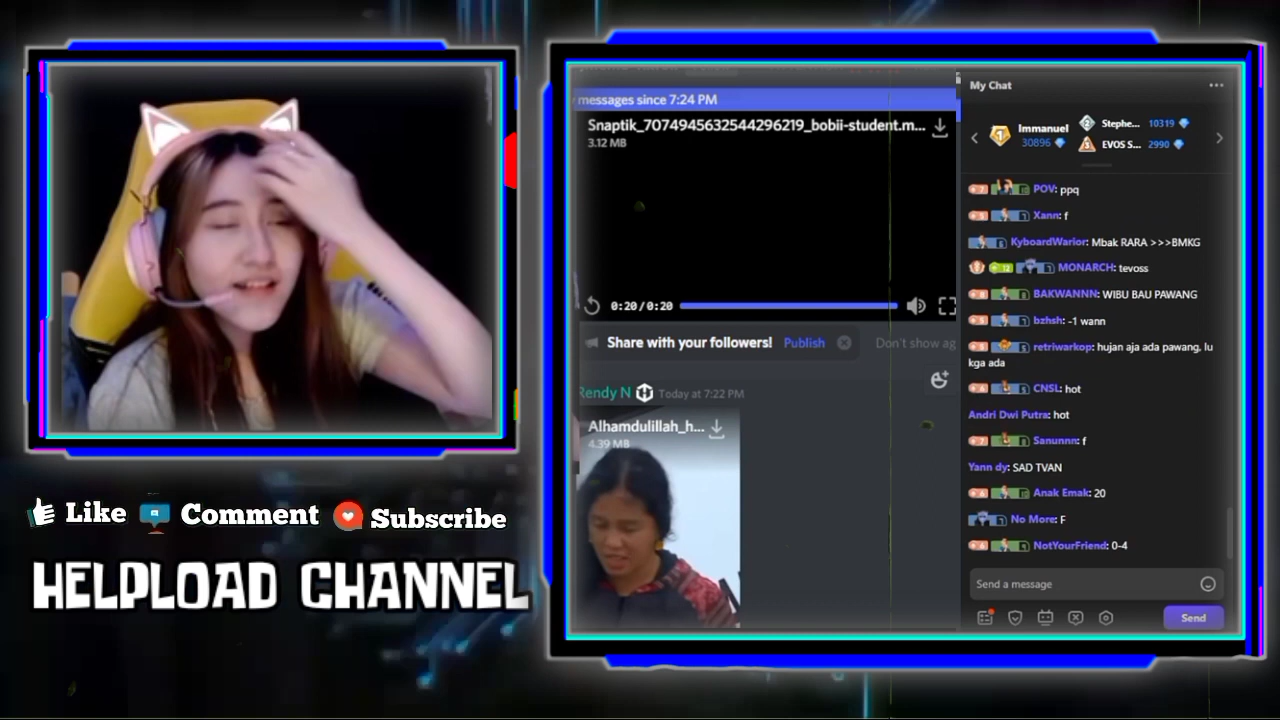 messages since 7:24 PM
Snaptik_7074945632544296219_bobii-student.m...
3.12 MB
0:20/0:20
Share with your followers! Publish
Don't show ag
Rendy N Today at 7:22 PM
Alhamdulillah_h...
4.39 MB
My Chat
1 Immanuel
30896
2 Stephe... 10319
3 EVOS S... 2990
POV: ppq
Xann: f
KyboardWarior: Mbak RARA >>>BMKG
MONARCH: tevoss
BAKWANNN: WIBU BAU PAWANG
bzhsh: -1 wann
retriwarkop: hujan aja ada pawang, lu
kga ada
CNSL: hot
Andri Dwi Putra: hot
Sanunnn: f
Yann dy: SAD TVAN
Anak Emak: 20
No More: F
NotYourFriend: 0-4
Send a message
Send
Like Comment Subscribe
HELPLOAD CHANNEL